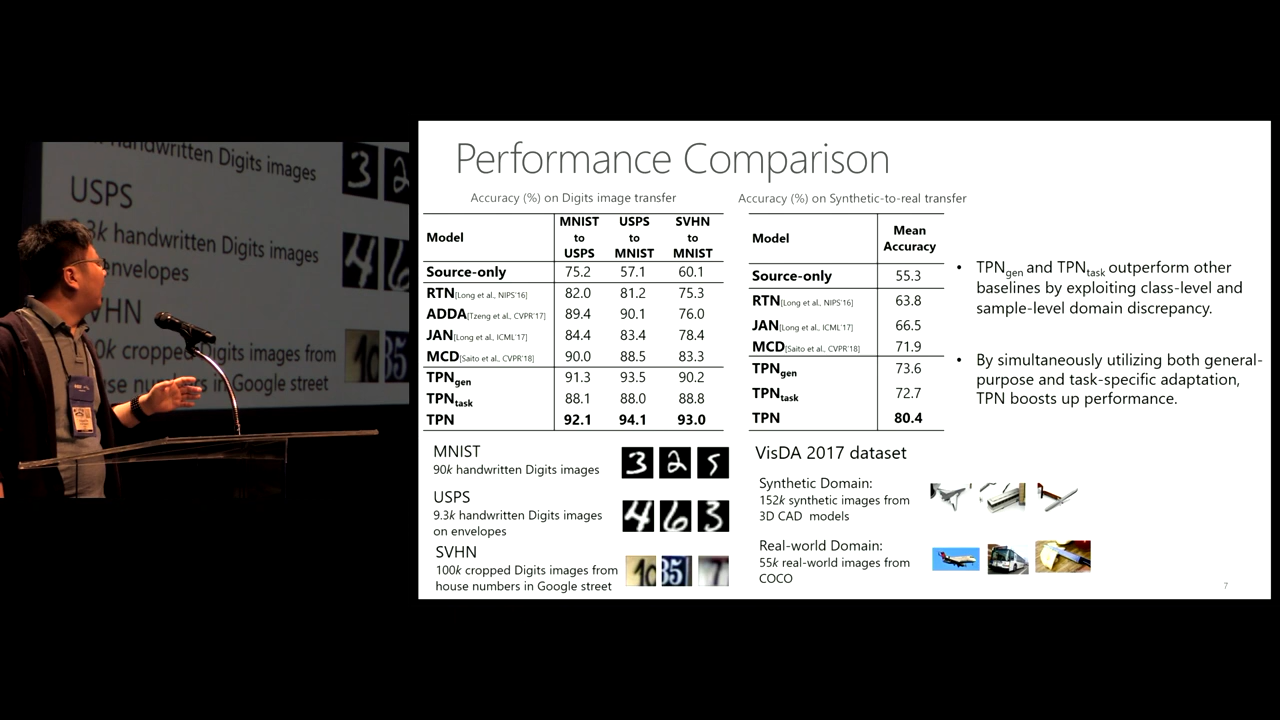 handwritten Digits images
USPS
3k handwritten Digits images
envelopes
VHN
0k cropped Digits images from
use numbers in Google street
Performance Comparison
Accuracy (%) on Digits image transfer
Model MNIST to USPS USPS to MNIST SVHN to MNIST
Source-only 75.2 57.1 60.1
RTN[Long et al., NIPS'16] 82.0 81.2 75.3
ADDA[Tzeng et al., CVPR'17] 89.4 90.1 76.0
JAN[Long et al., ICML'17] 84.4 83.4 78.4
MCD[Saito et al., CVPR'18] 90.0 88.5 83.3
TPNgen 91.3 93.5 90.2
TPNtask 88.1 88.0 88.8
TPN 92.1 94.1 93.0
MNIST
90k handwritten Digits images
3 2 5
USPS
9.3k handwritten Digits images
on envelopes
4 6 3
SVHN
100k cropped Digits images from
house numbers in Google street
10 35 7
Accuracy (%) on Synthetic-to-real transfer
Model Mean Accuracy
Source-only 55.3
RTN[Long et al., NIPS'16] 63.8
JAN[Long et al., ICML'17] 66.5
MCD[Saito et al., CVPR'18] 71.9
TPNgen 73.6
TPNtask 72.7
TPN 80.4
VisDA 2017 dataset
Synthetic Domain:
152k synthetic images from
3D CAD models
Real-world Domain:
55k real-world images from
COCO
• TPNgen and TPNtask outperform other
baselines by exploiting class-level and
sample-level domain discrepancy.
• By simultaneously utilizing both general-
purpose and task-specific adaptation,
TPN boosts up performance.
7